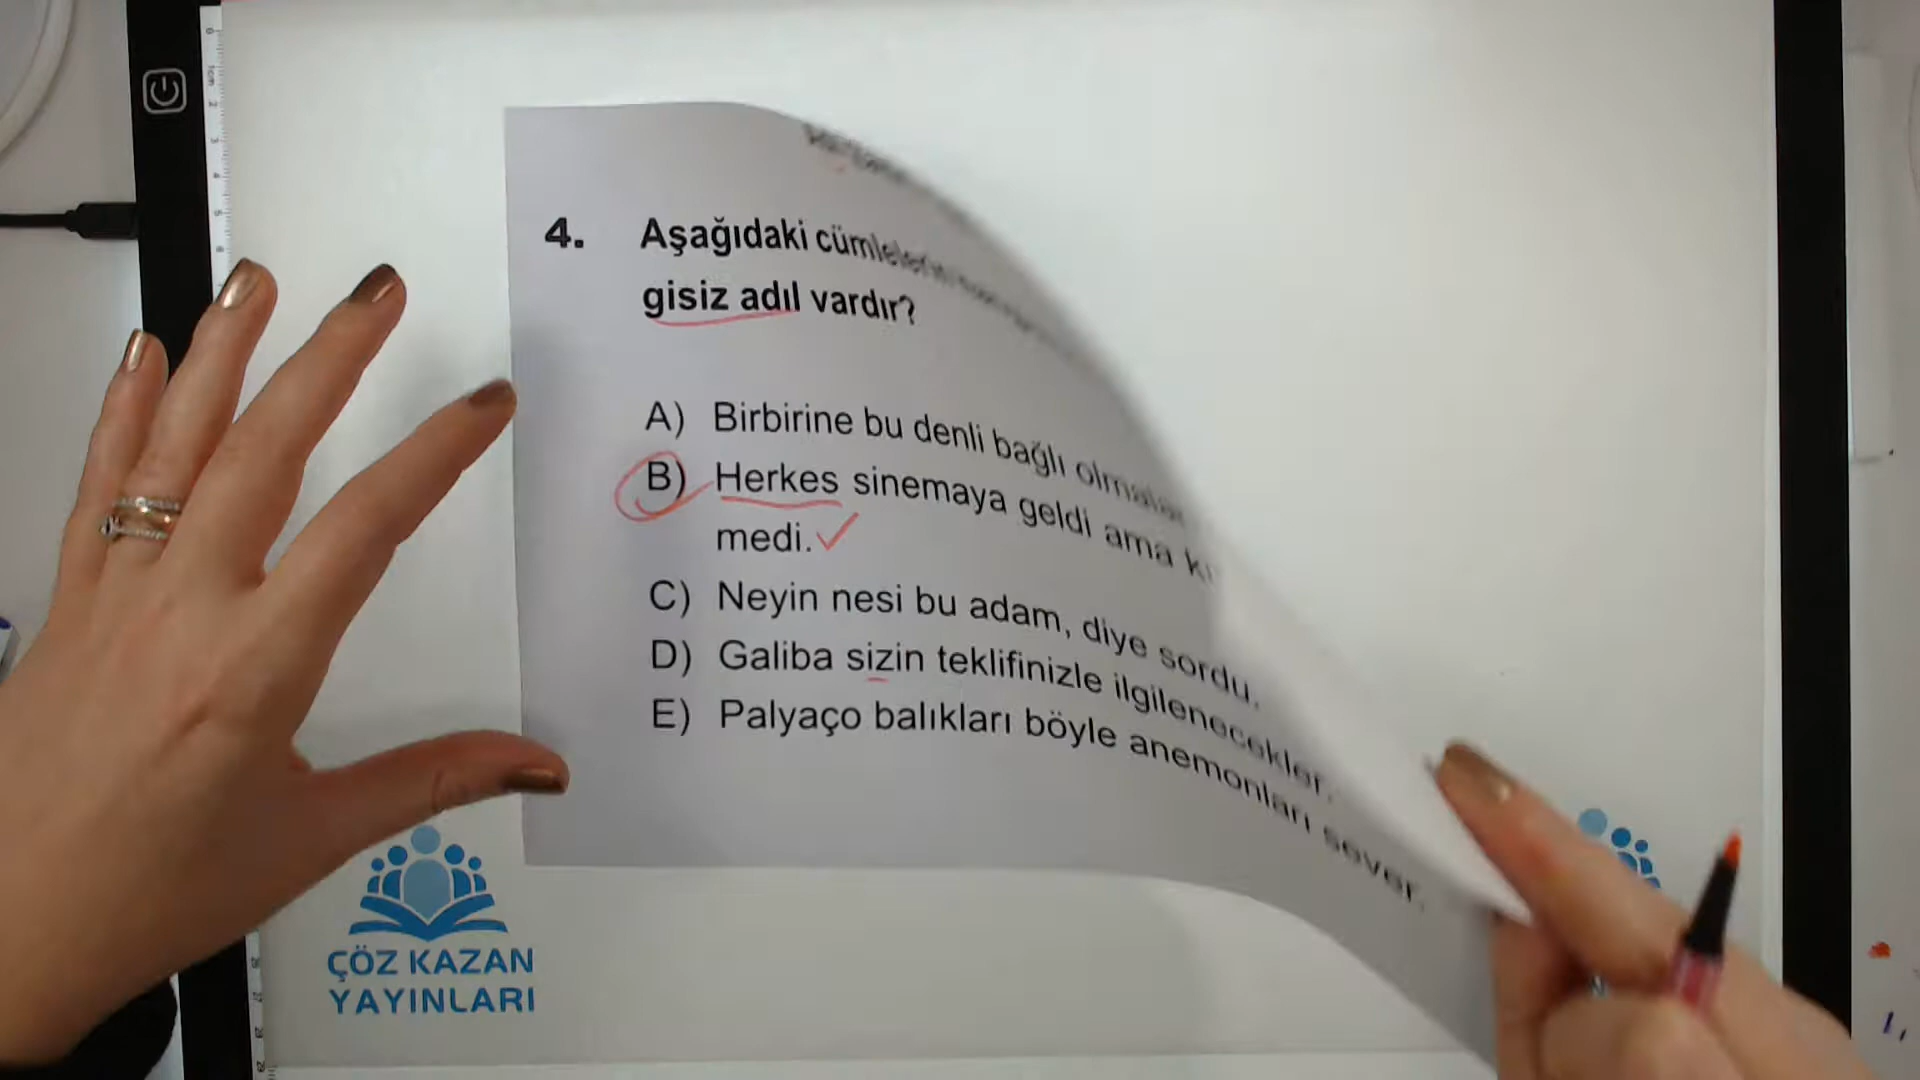 4. Aşağıdaki
gisiz adıl vardır?
A) Birbirine bu denli bağlı
B) Herkes sinemaya geldi ama
medi.
C) Neyin nesi bu adam, diye sordu.
D) Galiba sizin teklifinizle ilgilenecekler.
E) Palyaço balıkları böyle anemonları sever.
ÇÖZ KAZAN
YAYINLARI